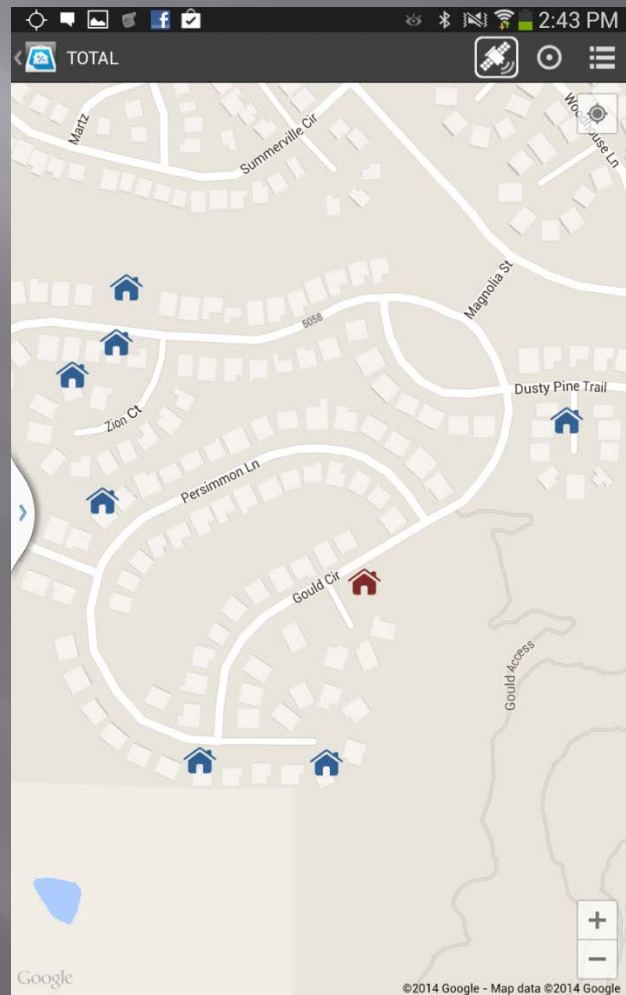 2:43 PM
TOTAL
Martz
Summerville Cir
Woodhouse Ln
Magnolia St
5058
Dusty Pine Trail
Zion Ct
Persimmon Ln
Gould Cir
Gould Access
Google
©2014 Google - Map data ©2014 Google